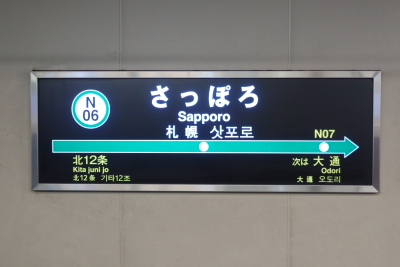 N
06
さっぽろ
Sapporo
札幌 삿포로
N07
北12条
Kita juni jo
北12条 기타12조
次は 大通
Odori
大通 오도리